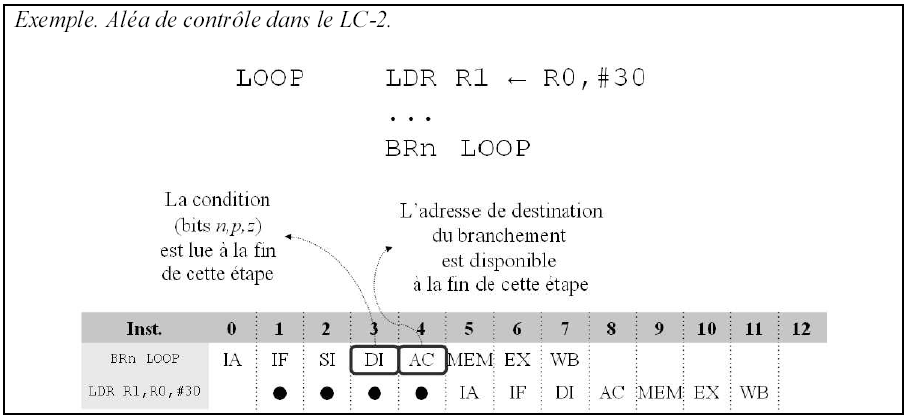 Exemple. Aléa de contrôle dans le LC-2.
LOOP LDR R1 ← R0,#30
...
BRn LOOP
La condition
(bits n,p,z)
est lue à la fin
de cette étape
L'adresse de destination
du branchement
est disponible
à la fin de cette étape
Inst. 0 1 2 3 4 5 6 7 8 9 10 11 12
BRn LOOP IA IF SI DI AC MEM EX WB
LDR R1,R0,#30 ● ● ● ● IA IF DI AC MEM EX WB